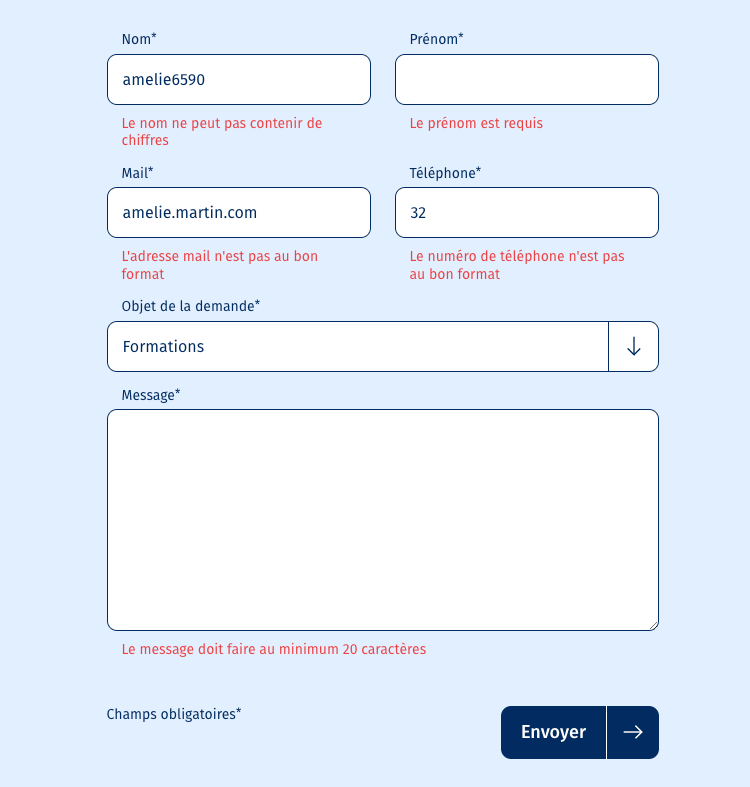 Nom*
Prénom*
amelie6590
Le nom ne peut pas contenir de
chiffres
Le prénom est requis
Mail*
Téléphone*
amelie.martin.com
32
L'adresse mail n'est pas au bon
format
Le numéro de téléphone n'est pas
au bon format
Objet de la demande*
Formations
Message*
Le message doit faire au minimum 20 caractères
Champs obligatoires*
Envoyer